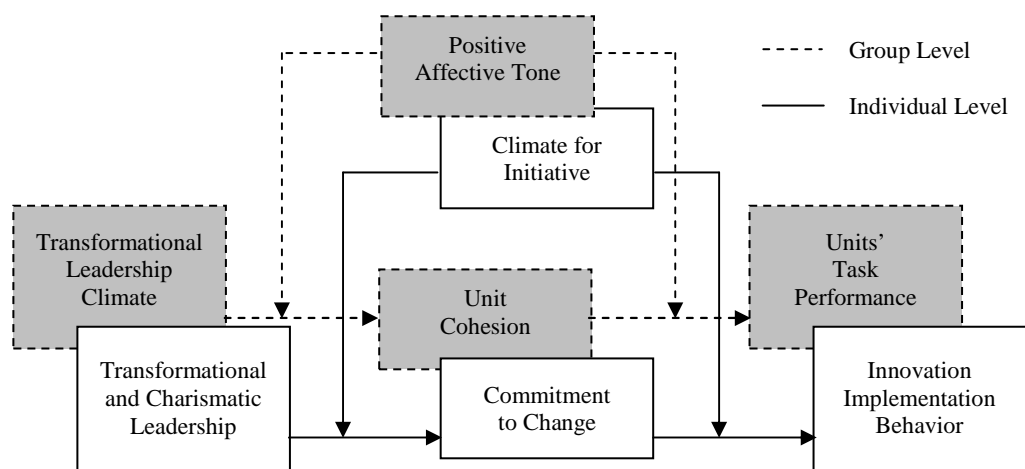 Positive
Affective Tone
Group Level
Individual Level
Climate for
Initiative
Transformational
Leadership
Climate
Unit
Cohesion
Units’
Task
Performance
Transformational
and Charismatic
Leadership
Commitment
to Change
Innovation
Implementation
Behavior